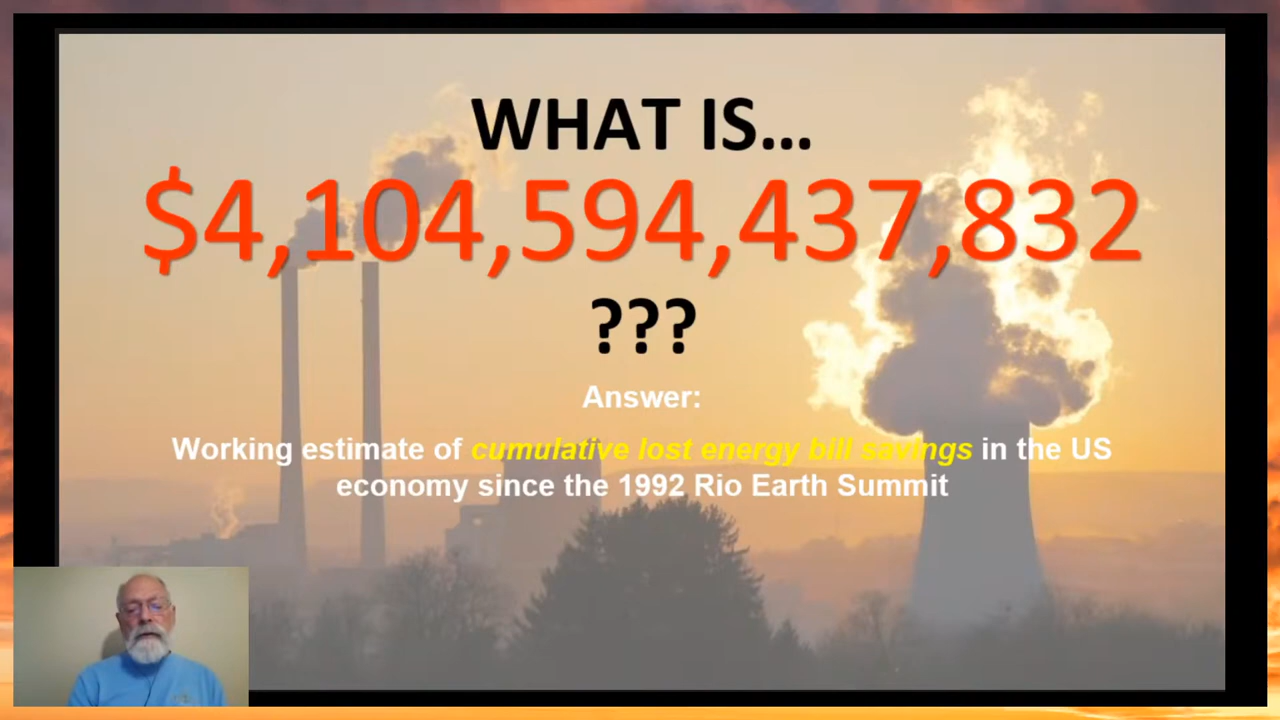 WHAT IS...
$4,104,594,437,832
???
Answer:
Working estimate of cumulative lost energy bill savings in the US
economy since the 1992 Rio Earth Summit